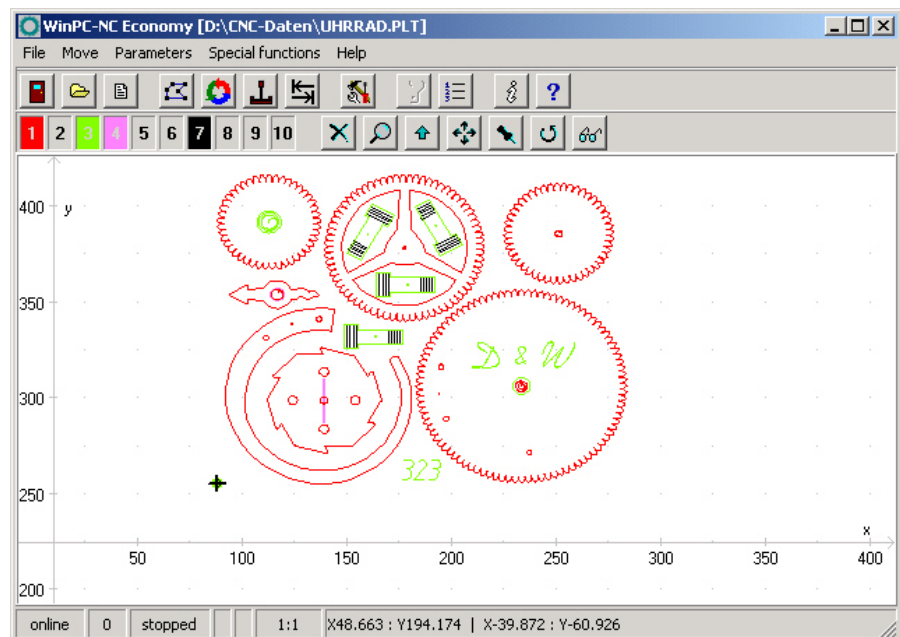 WinPC-NC Economy [D:\CNC-Daten\UHRRAD.PLT]
File Move Parameters Special functions Help
1 2 3 4 5 6 7 8 9 10
400 y
350
D & W
300
323
250
x
50 100 150 200 250 300 350 400
200
online 0 stopped 1:1 X48.663 : Y194.174 | X-39.872 : Y-60.926